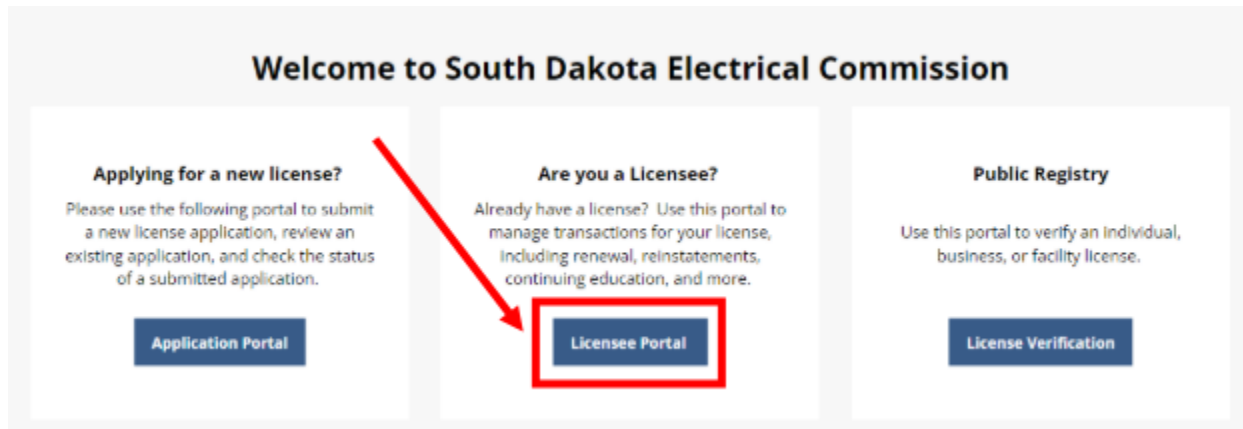 Welcome to South Dakota Electrical Commission
Applying for a new license?
Please use the following portal to submit
a new license application, review an
existing application, and check the status
of a submitted application.
Application Portal
Are you a Licensee?
Already have a license? Use this portal to
manage transactions for your license,
including renewal, reinstatements,
continuing education, and more.
Licensee Portal
Public Registry
Use this portal to verify an individual,
business, or facility license.
License Verification